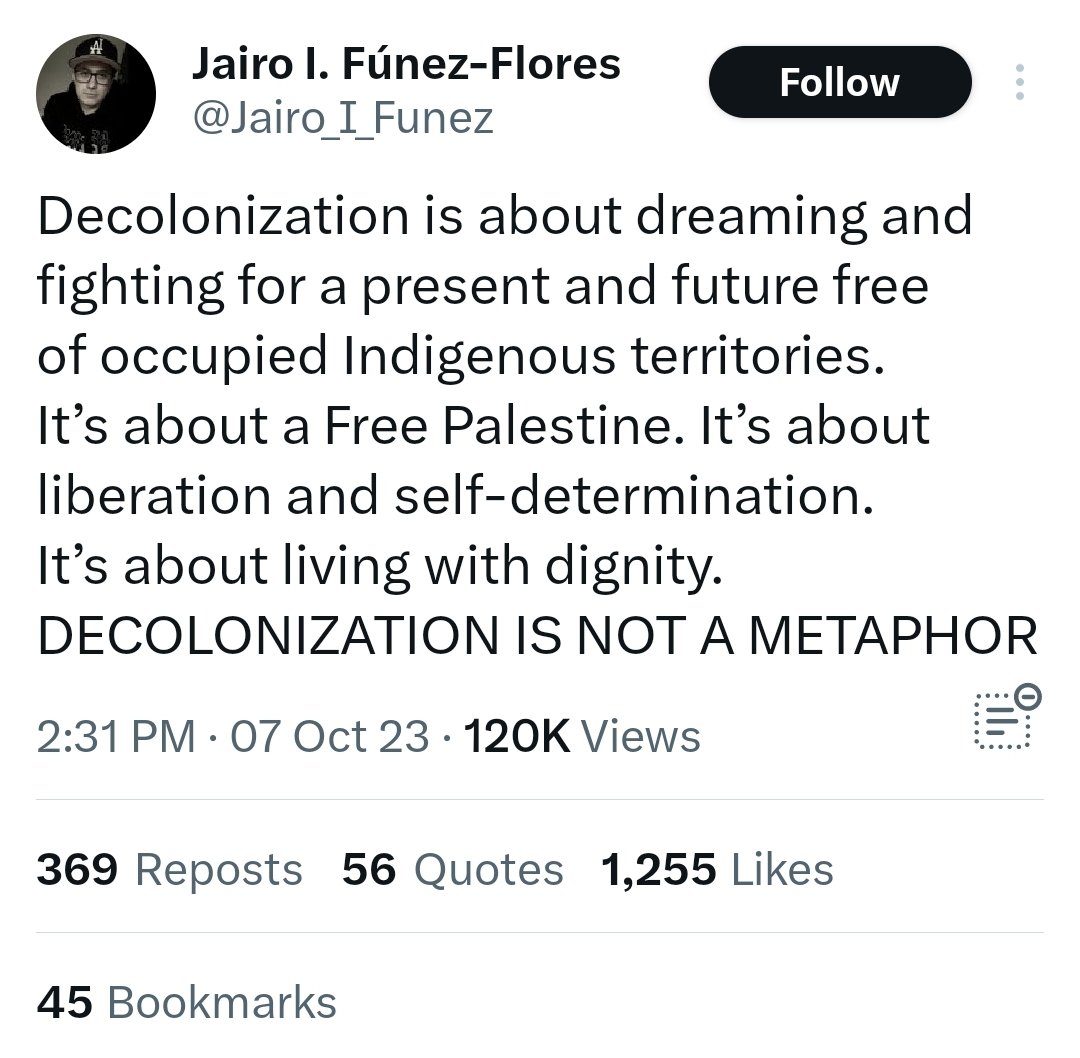 Jairo I. Fúnez-Flores
@Jairo_I_Funez
Follow
Decolonization is about dreaming and
fighting for a present and future free
of occupied Indigenous territories.
It’s about a Free Palestine. It’s about
liberation and self-determination.
It’s about living with dignity.
DECOLONIZATION IS NOT A METAPHOR
2:31 PM · 07 Oct 23 · 120K Views
369 Reposts 56 Quotes 1,255 Likes
45 Bookmarks